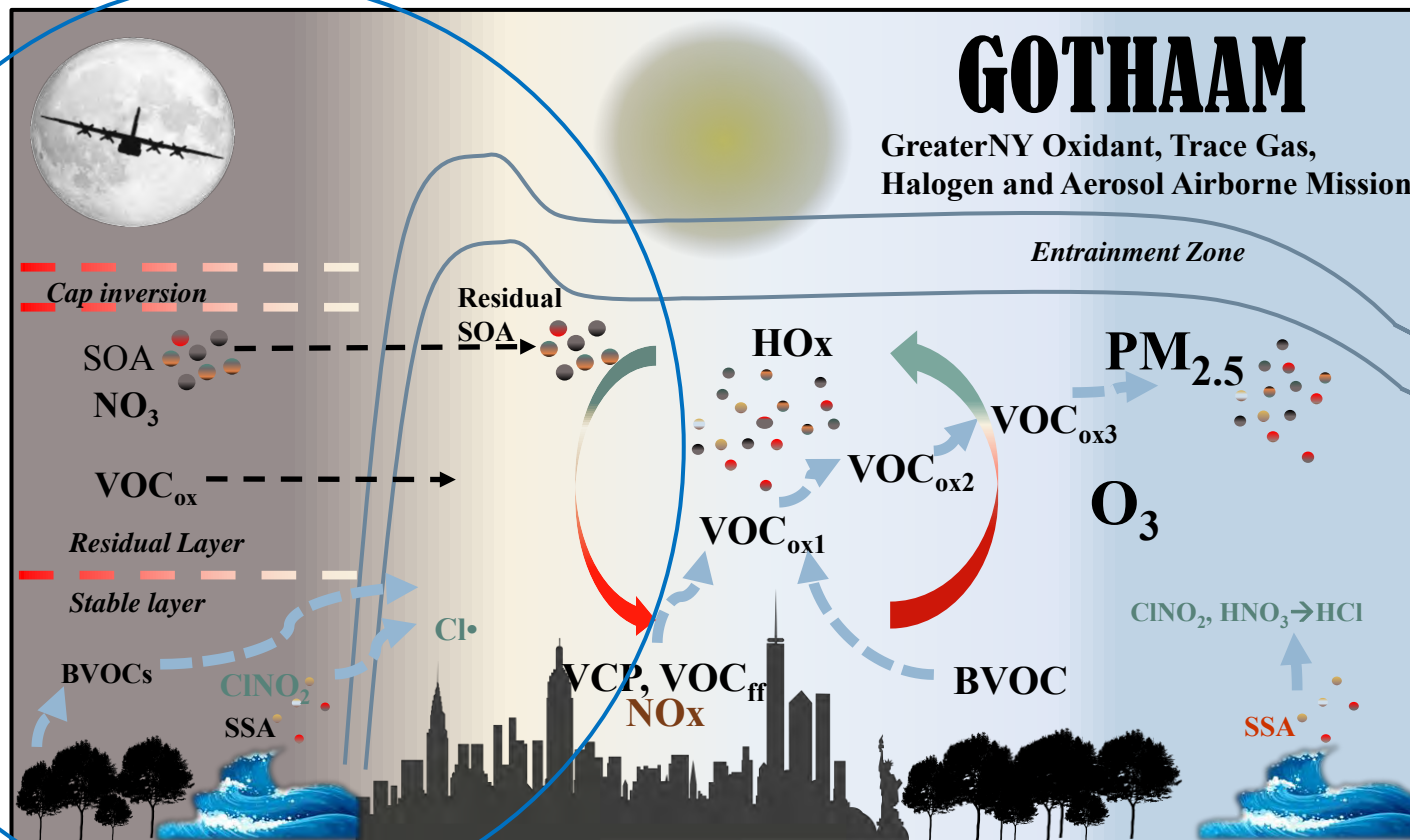 GOTHAAM
GreaterNY Oxidant, Trace Gas,
Halogen and Aerosol Airborne Mission
Entrainment Zone
Cap inversion
Residual
SOA
SOA
NO₃
HOx
PM₂.₅
VOCₒₓ
VOCₒₓ₃
VOCₒₓ₂
O₃
VOCₒₓ₁
Residual Layer
Stable layer
Cl•
ClNO₂, HNO₃→HCl
BVOCs
ClNO₂
SSA
VCP, VOC_ff
NOx
BVOC
SSA